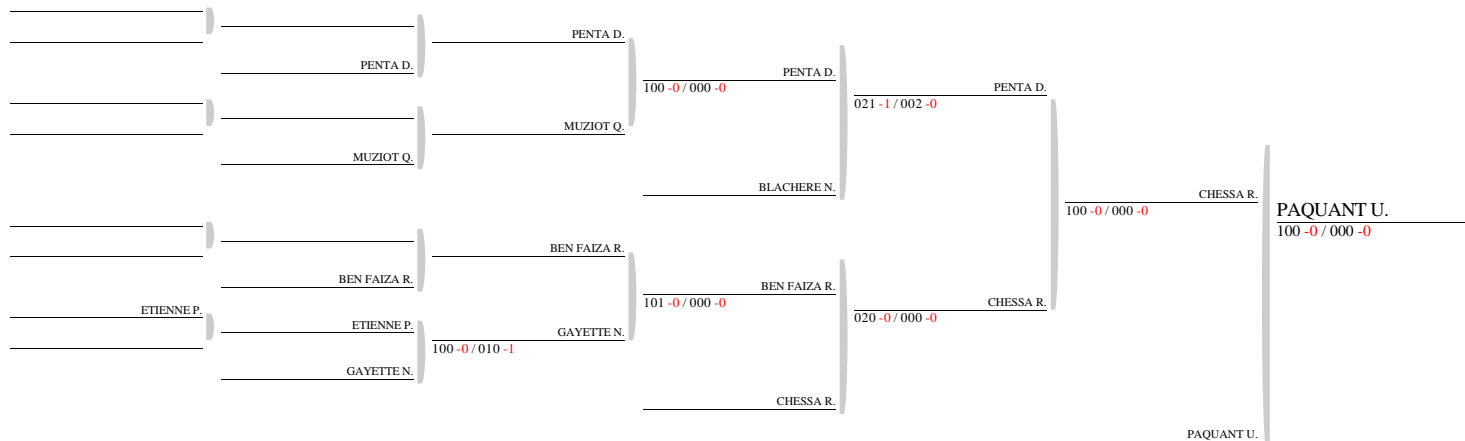 PENTA D.
PENTA D.
PENTA D.
100 -0 / 000 -0
PENTA D.
021 -1 / 002 -0
MUZIOT Q.
MUZIOT Q.
BLACHERE N.
CHESSA R.
100 -0 / 000 -0
PAQUANT U.
100 -0 / 000 -0
BEN FAIZA R.
BEN FAIZA R.
BEN FAIZA R.
101 -0 / 000 -0
CHESSA R.
020 -0 / 000 -0
ETIENNE P.
ETIENNE P.
GAYETTE N.
100 -0 / 010 -1
GAYETTE N.
CHESSA R.
PAQUANT U.